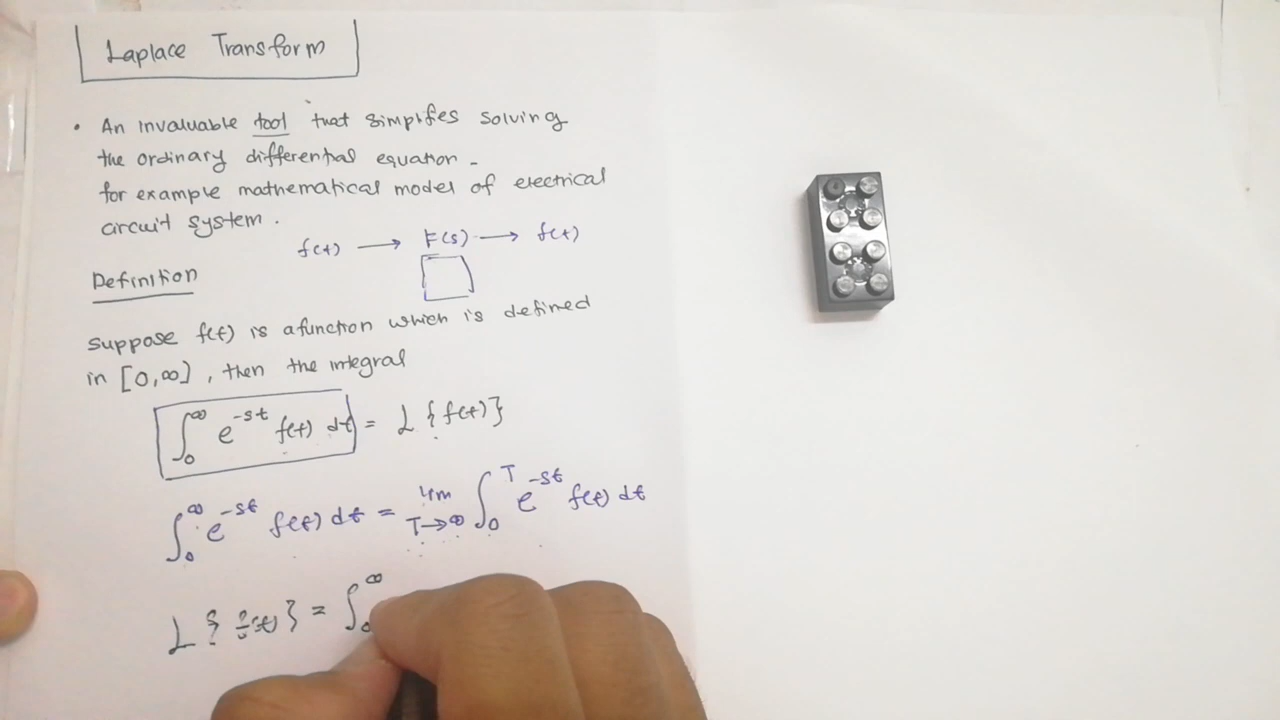 Laplace Transform
• An invaluable tool that simplifes solving
the ordinary differential equation -
for example mathematical model of electrical
circuit system.
f(t) → F(s) → f(t)
Definition
suppose f(t) is a function which is defined
in [0,∞], then the integral
∫₀^∞ e^-st f(t) dt = L{f(t)}
∫₀^∞ e^-st f(t) dt = lim T→∞ ∫₀^T e^-st f(t) dt
L{f(t)} = ∫₀^∞